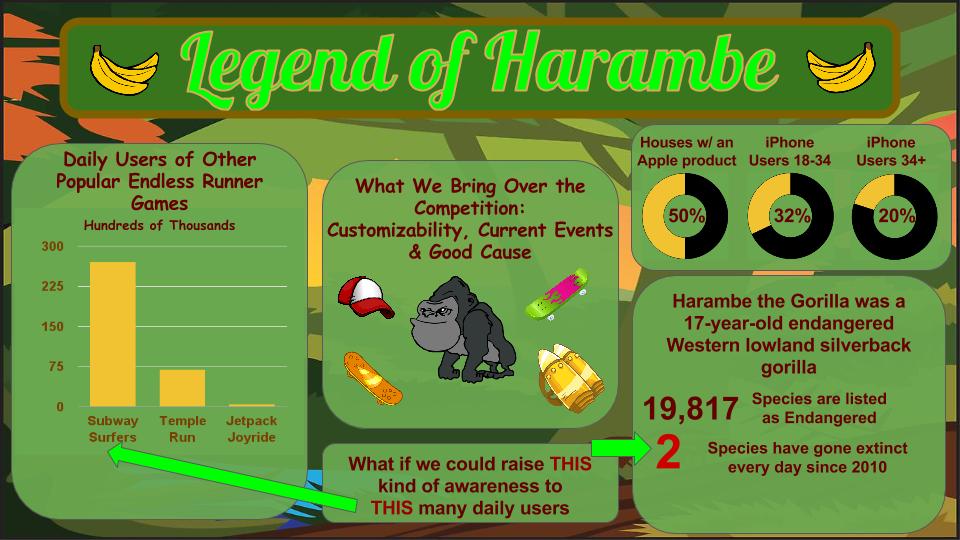 Legend of Harambe
Daily Users of Other
Popular Endless Runner
Games
Hundreds of Thousands
300
225
150
75
0
Subway
Surfers
Temple
Run
Jetpack
Joyride
What We Bring Over the
Competition:
Customizability, Current Events
& Good Cause
What if we could raise THIS
kind of awareness to
THIS many daily users
Houses w/ an
Apple product
iPhone
Users 18-34
iPhone
Users 34+
50%
32%
20%
Harambe the Gorilla was a
17-year-old endangered
Western lowland silverback
gorilla
19,817
Species are listed
as Endangered
2
Species have gone extinct
every day since 2010